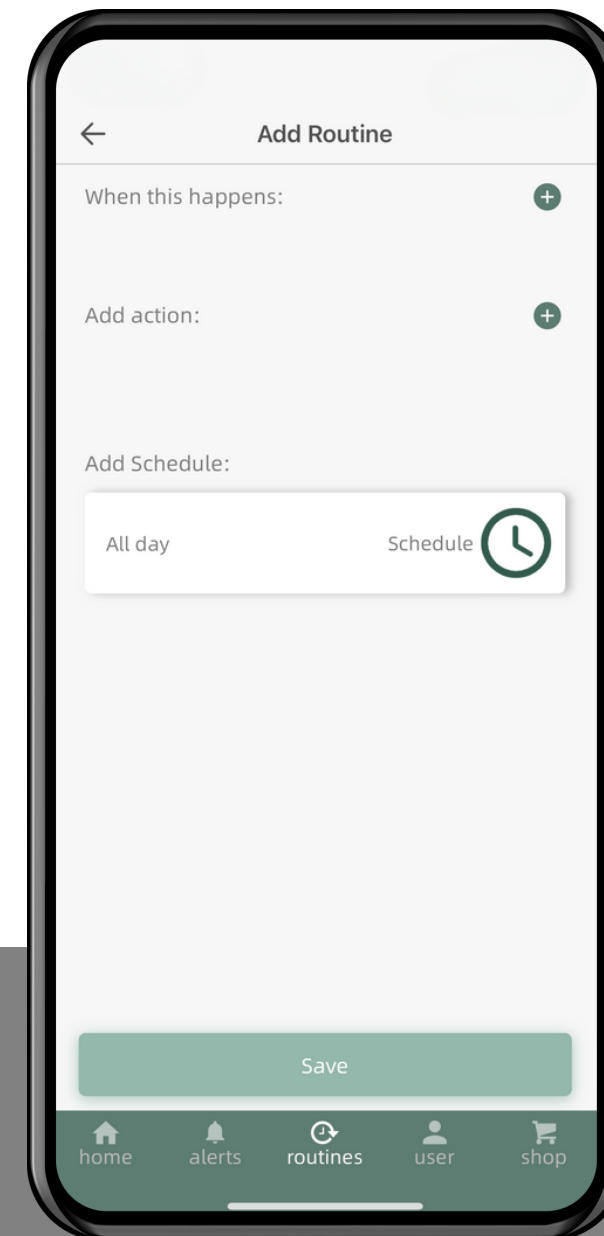 Add Routine
When this happens:
Add action:
Add Schedule:
All day Schedule
Save
home alerts routines user shop